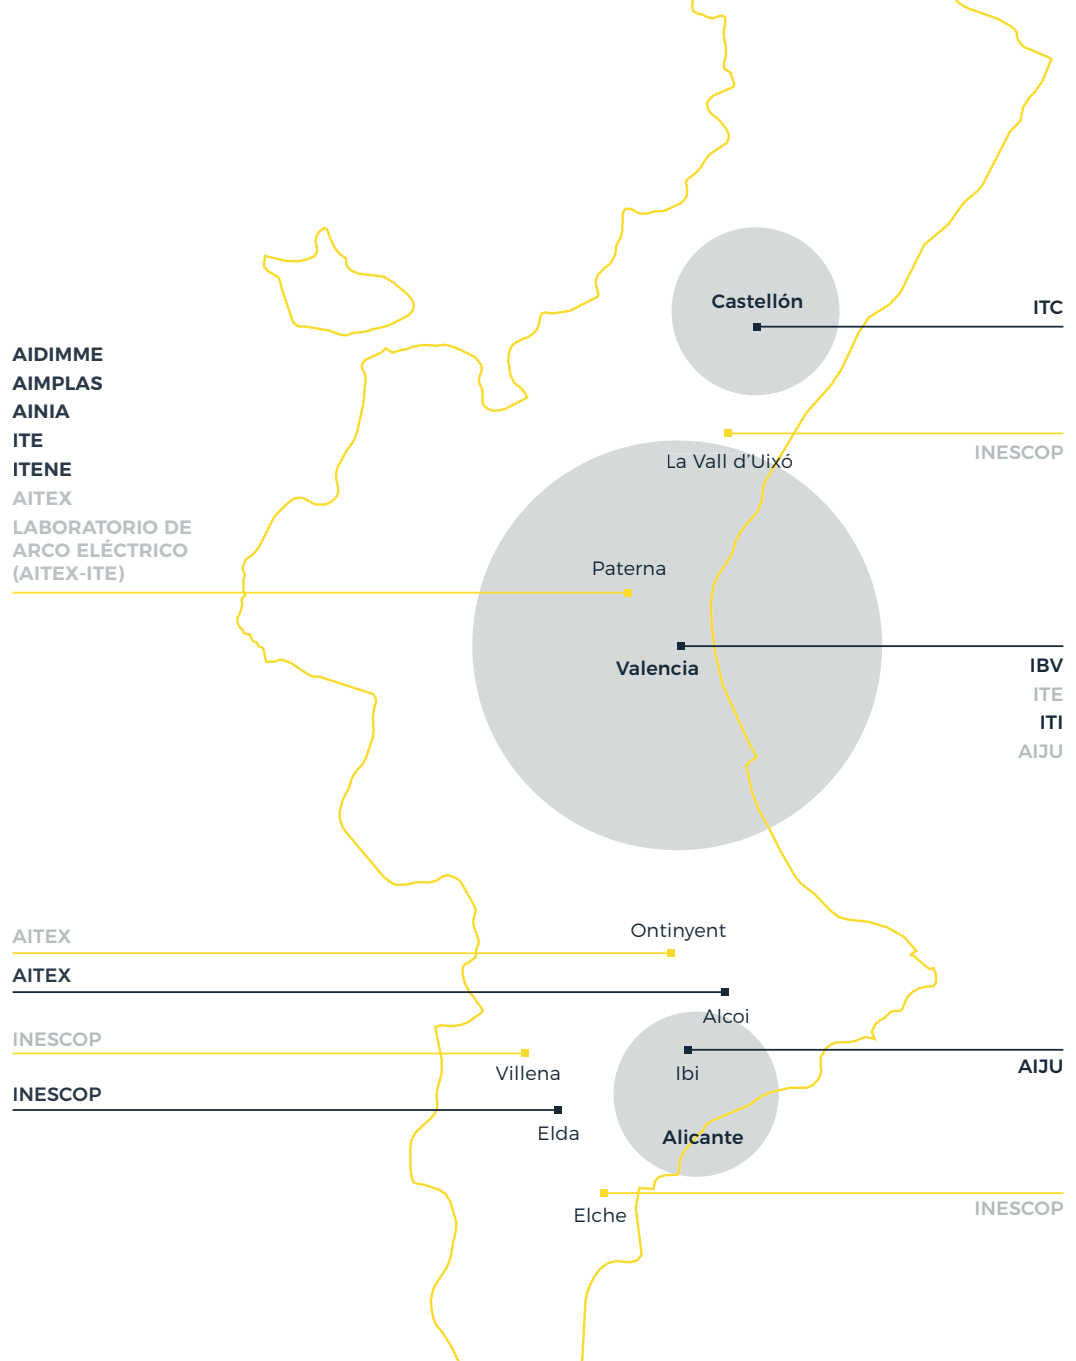 Castellón
ITC
AIDIMME
AIMPLAS
AINIA
ITE
ITENE
AITEX
LABORATORIO DE
ARCO ELÉCTRICO
(AITEX-ITE)
INESCOP
La Vall d'Uixó
Paterna
Valencia
IBV
ITE
ITI
AIJU
AITEX
Ontinyent
AITEX
Alcoi
INESCOP
Villena
Ibi
AIJU
INESCOP
Elda
Alicante
Elche
INESCOP